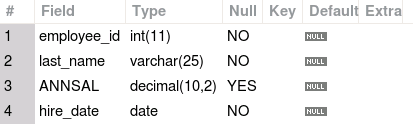 # Field Type Null Key Default Extra
1 employee_id int(11) NO NULL
2 last_name varchar(25) NO NULL
3 ANNSAL decimal(10,2) YES NULL
4 hire_date date NO NULL